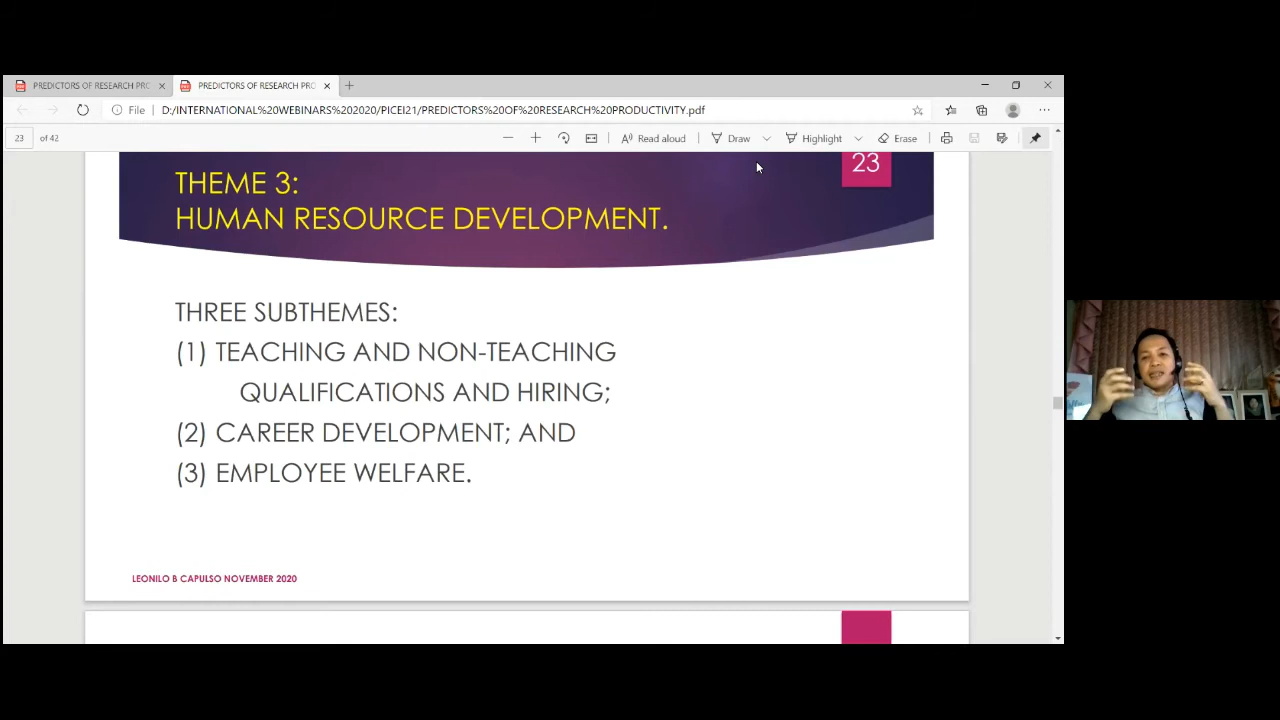 PREDICTORS OF RESEARCH PRO
PREDICTORS OF RESEARCH PRO
File
D:/INTERNATIONAL%20WEBINARS%202020/PICEI21/PREDICTORS%20OF%20RESEARCH%20PRODUCTIVITY.pdf
23 of 42
Read aloud
Draw
Highlight
Erase
23
THEME 3:
HUMAN RESOURCE DEVELOPMENT.
THREE SUBTHEMES:
(1) TEACHING AND NON-TEACHING
QUALIFICATIONS AND HIRING;
(2) CAREER DEVELOPMENT; AND
(3) EMPLOYEE WELFARE.
LEONILO B CAPULSO NOVEMBER 2020